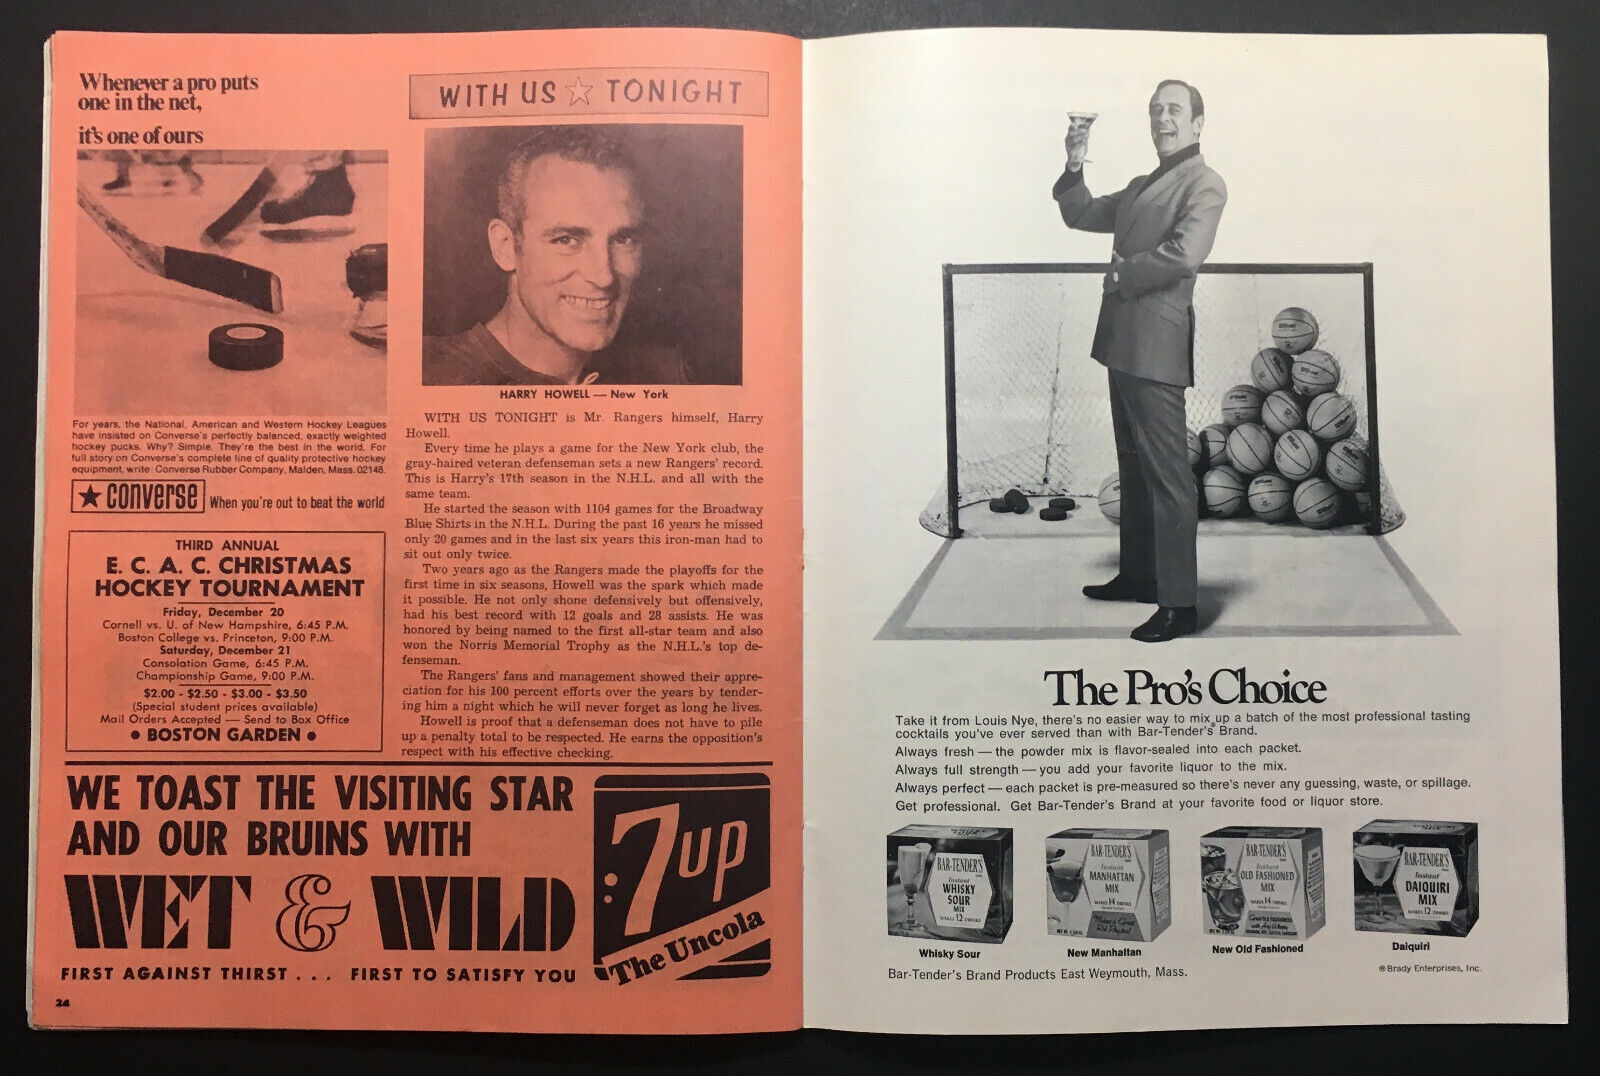 Whenever a pro puts
one in the net,
it's one of ours
For years, the National, American and Western Hockey Leagues
have insisted on Converse's perfectly balanced, exactly weighted
hockey pucks. Why? Simple. They're the best in the world. For
full story on Converse's complete line of quality protective hockey
equipment, write: Converse Rubber Company, Malden, Mass. 02148.
★ converse When you're out to beat the world
THIRD ANNUAL
E. C. A. C. CHRISTMAS
HOCKEY TOURNAMENT
Friday, December 20
Cornell vs. U. of New Hampshire, 6:45 P.M.
Boston College vs. Princeton, 9:00 P.M.
Saturday, December 21
Consolation Game, 6:45 P.M.
Championship Game, 9:00 P.M.
$2.00 - $2.50 - $3.00 - $3.50
(Special student prices available)
Mail Orders Accepted — Send to Box Office
• BOSTON GARDEN •
WITH US ☆ TONIGHT
HARRY HOWELL — New York
WITH US TONIGHT is Mr. Rangers himself, Harry
Howell.
Every time he plays a game for the New York club, the
gray-haired veteran defenseman sets a new Rangers' record.
This is Harry's 17th season in the N.H.L. and all with the
same team.
He started the season with 1104 games for the Broadway
Blue Shirts in the N.H.L. During the past 16 years he missed
only 20 games and in the last six years this iron-man had to
sit out only twice.
Two years ago as the Rangers made the playoffs for the
first time in six seasons, Howell was the spark which made
it possible. He not only shone defensively but offensively,
had his best record with 12 goals and 28 assists. He was
honored by being named to the first all-star team and also
won the Norris Memorial Trophy as the N.H.L.'s top de-
fenseman.
The Rangers' fans and management showed their appre-
ciation for his 100 percent efforts over the years by tender-
ing him a night which he will never forget as long he lives.
Howell is proof that a defenseman does not have to pile
up a penalty total to be respected. He earns the opposition's
respect with his effective checking.
WE TOAST THE VISITING STAR
AND OUR BRUINS WITH
WET & WILD
FIRST AGAINST THIRST . . . FIRST TO SATISFY YOU
7up
The Uncola
24
Wilson
Wilson
Wilson
Wilson
Wilson
Wilson
The Pro's Choice
Take it from Louis Nye, there's no easier way to mix up a batch of the most professional tasting
cocktails you've ever served than with Bar-Tender's® Brand.
Always fresh — the powder mix is flavor-sealed into each packet.
Always full strength — you add your favorite liquor to the mix.
Always perfect — each packet is pre-measured so there's never any guessing, waste, or spillage.
Get professional. Get Bar-Tender's Brand at your favorite food or liquor store.
BAR-TENDER'S
Instant
WHISKY
SOUR
MIX
MAKES 12 DRINKS
BAR-TENDER'S
Instant
MANHATTAN
MIX
MAKES 14 DRINKS
BAR-TENDER'S
Instant
OLD FASHIONED
MIX
MAKES 14 DRINKS
BAR-TENDER'S
Instant
DAIQUIRI
MIX
MAKES 12 DRINKS
Whisky Sour
New Manhattan
New Old Fashioned
Daiquiri
Bar-Tender's Brand Products East Weymouth, Mass.
® Brady Enterprises, Inc.